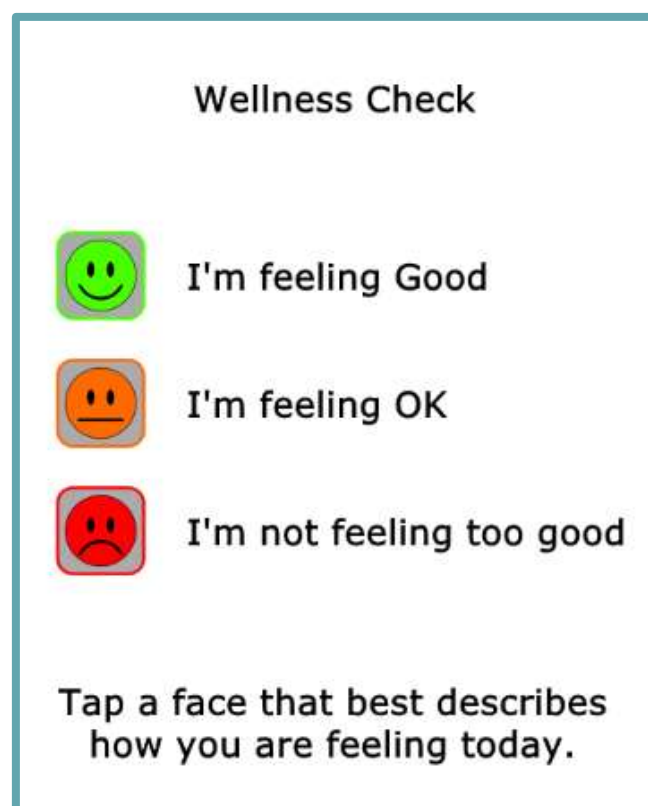 Wellness Check
I'm feeling Good
I'm feeling OK
I'm not feeling too good
Tap a face that best describes
how you are feeling today.